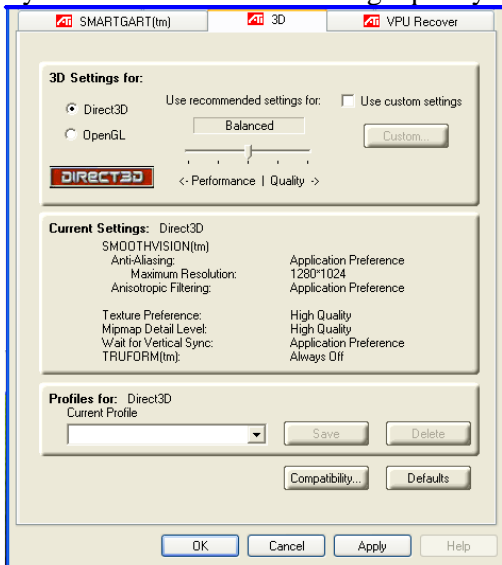 ATI SMARTGART(tm) ATI 3D ATI VPU Recover
3D Settings for:
Direct3D Use recommended settings for: Use custom settings
OpenGL Balanced Custom...
DIRECT3D <- Performance | Quality ->
Current Settings: Direct3D
SMOOTHVISION(tm)
Anti-Aliasing: Application Preference
Maximum Resolution: 1280*1024
Anisotropic Filtering: Application Preference
Texture Preference: High Quality
Mipmap Detail Level: High Quality
Wait for Vertical Sync: Application Preference
TRUFORM(tm): Always Off
Profiles for: Direct3D
Current Profile
Save Delete
Compatibility... Defaults
OK Cancel Apply Help